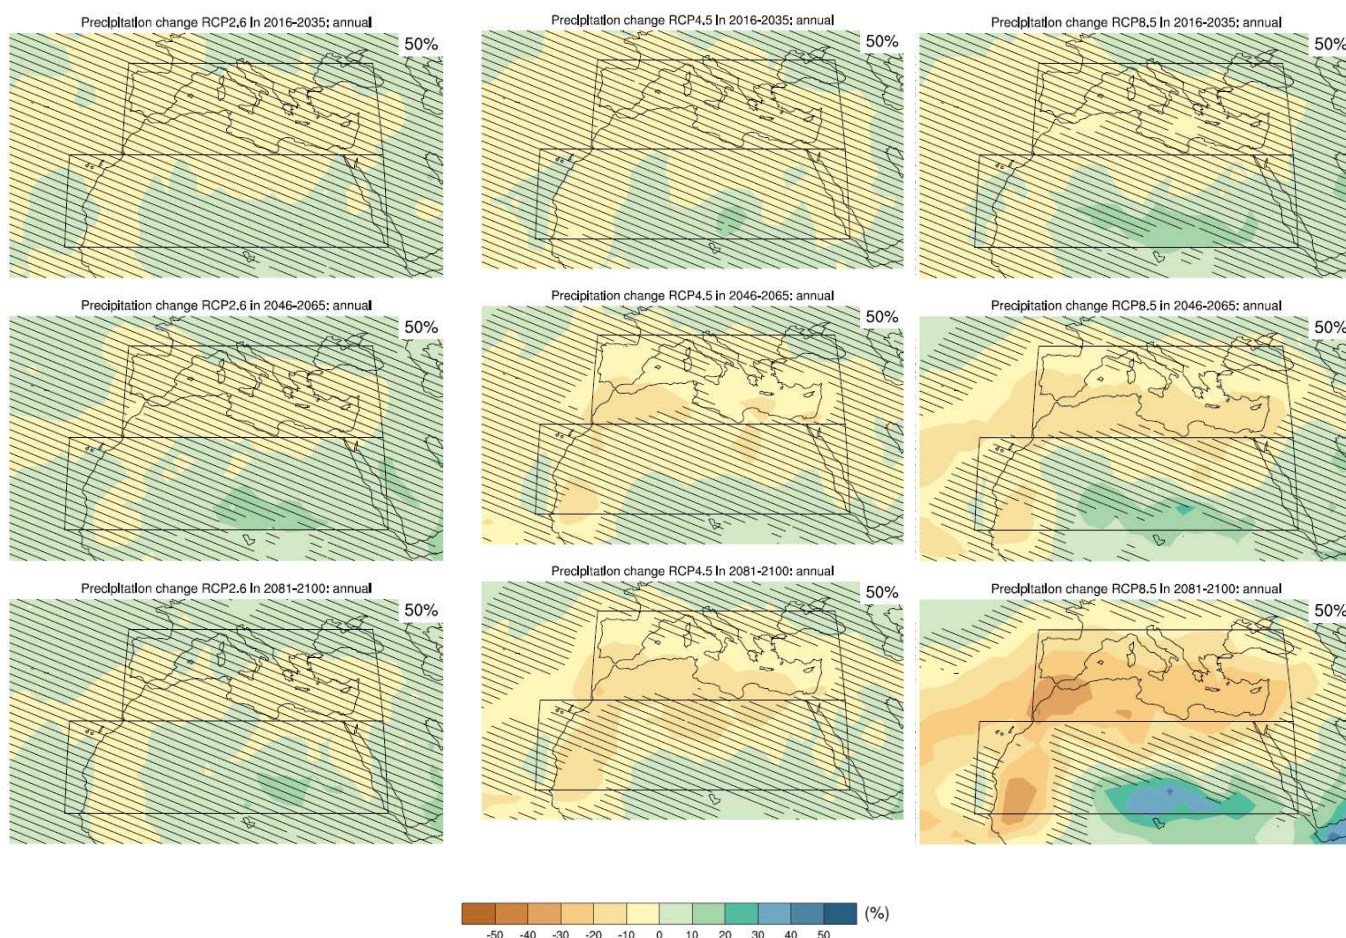 Precipitation change RCP2.6 in 2016-2035: annual
50%
Precipitation change RCP4.5 in 2016-2035: annual
50%
Precipitation change RCP8.5 in 2016-2035: annual
50%
Precipitation change RCP2.6 in 2046-2065: annual
50%
Precipitation change RCP4.5 in 2046-2065: annual
50%
Precipitation change RCP8.5 in 2046-2065: annual
50%
Precipitation change RCP2.6 in 2081-2100: annual
50%
Precipitation change RCP4.5 in 2081-2100: annual
50%
Precipitation change RCP8.5 in 2081-2100: annual
50%
(%)
-50 -40 -30 -20 -10 0 10 20 30 40 50